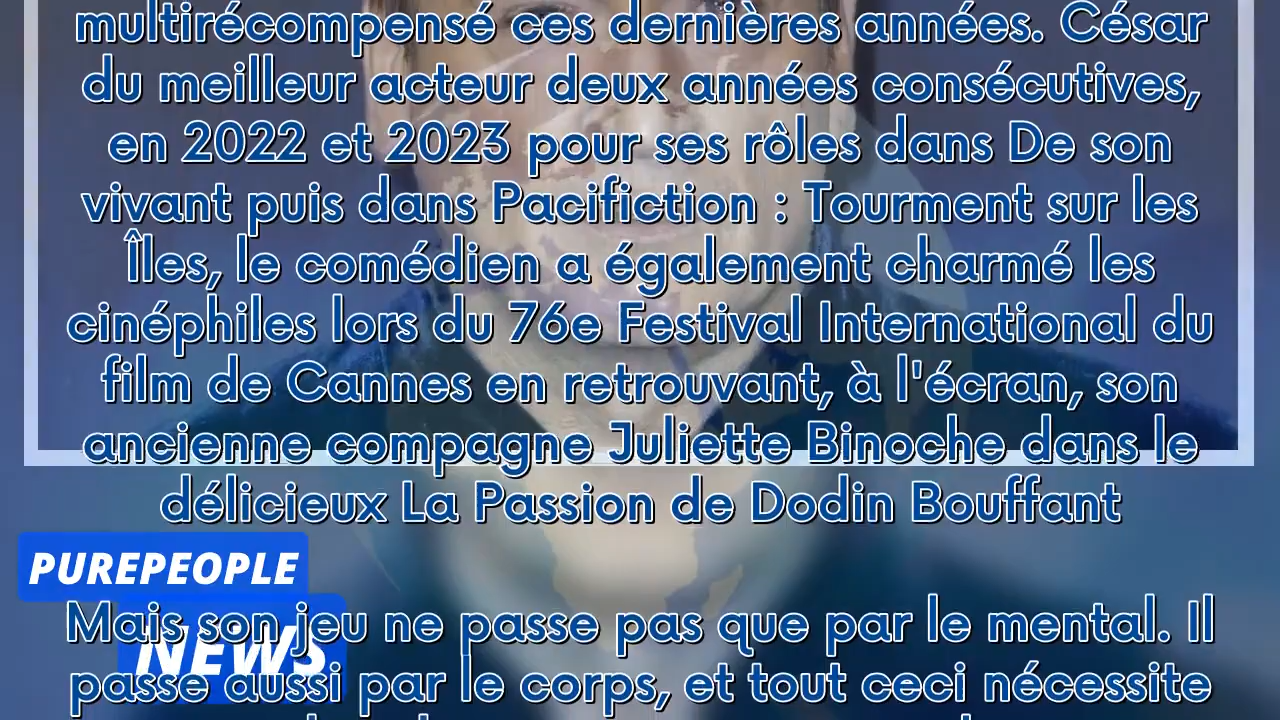 multirécompensé ces dernières années. César
du meilleur acteur deux années consécutives,
en 2022 et 2023 pour ses rôles dans De son
vivant puis dans Pacifiction : Tourment sur les
Îles, le comédien a également charmé les
cinéphiles lors du 76e Festival International du
film de Cannes en retrouvant, à l'écran, son
ancienne compagne Juliette Binoche dans le
délicieux La Passion de Dodin Bouffant
PUREPEOPLE
Mais son jeu ne passe pas que par le mental. Il
NEWS
passe aussi par le corps, et tout ceci nécessite